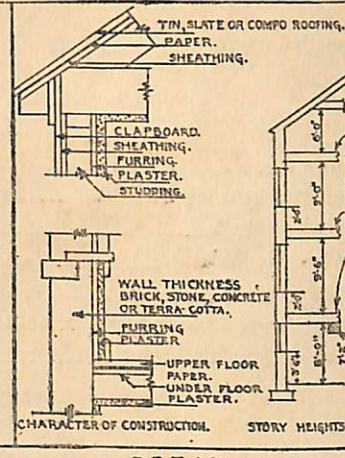 TIN, SLATE OR COMPO ROOFING.
PAPER.
SHEATHING.
CLAPBOARD.
SHEATHING.
FURRING.
PLASTER.
STUDDING.
WALL THICKNESS
BRICK, STONE, CONCRETE
OR TERRA-COTTA.
FURRING
PLASTER
UPPER FLOOR
PAPER.
UNDER FLOOR
PLASTER.
CHARACTER OF CONSTRUCTION.
6'-0"
9'-0"
9'-6"
8'-0"
STORY HEIGHTS